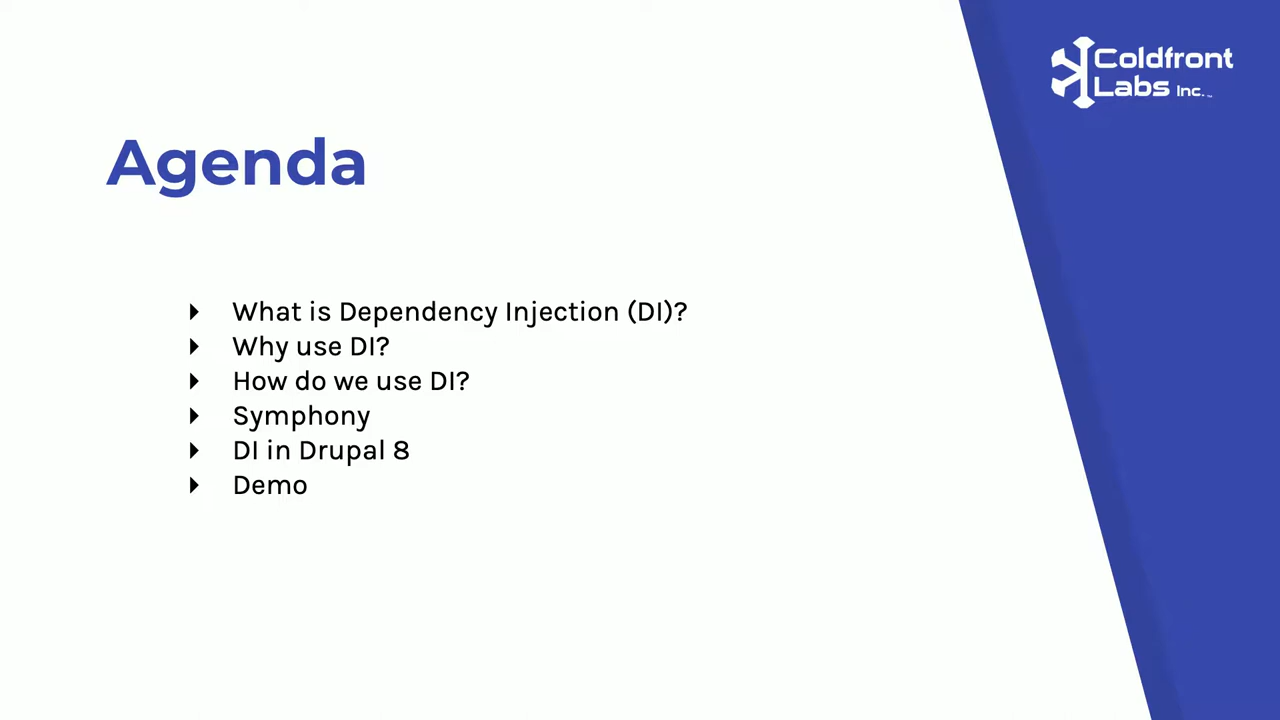 Coldfront
Labs Inc.™
Agenda
What is Dependency Injection (DI)?
Why use DI?
How do we use DI?
Symphony
DI in Drupal 8
Demo